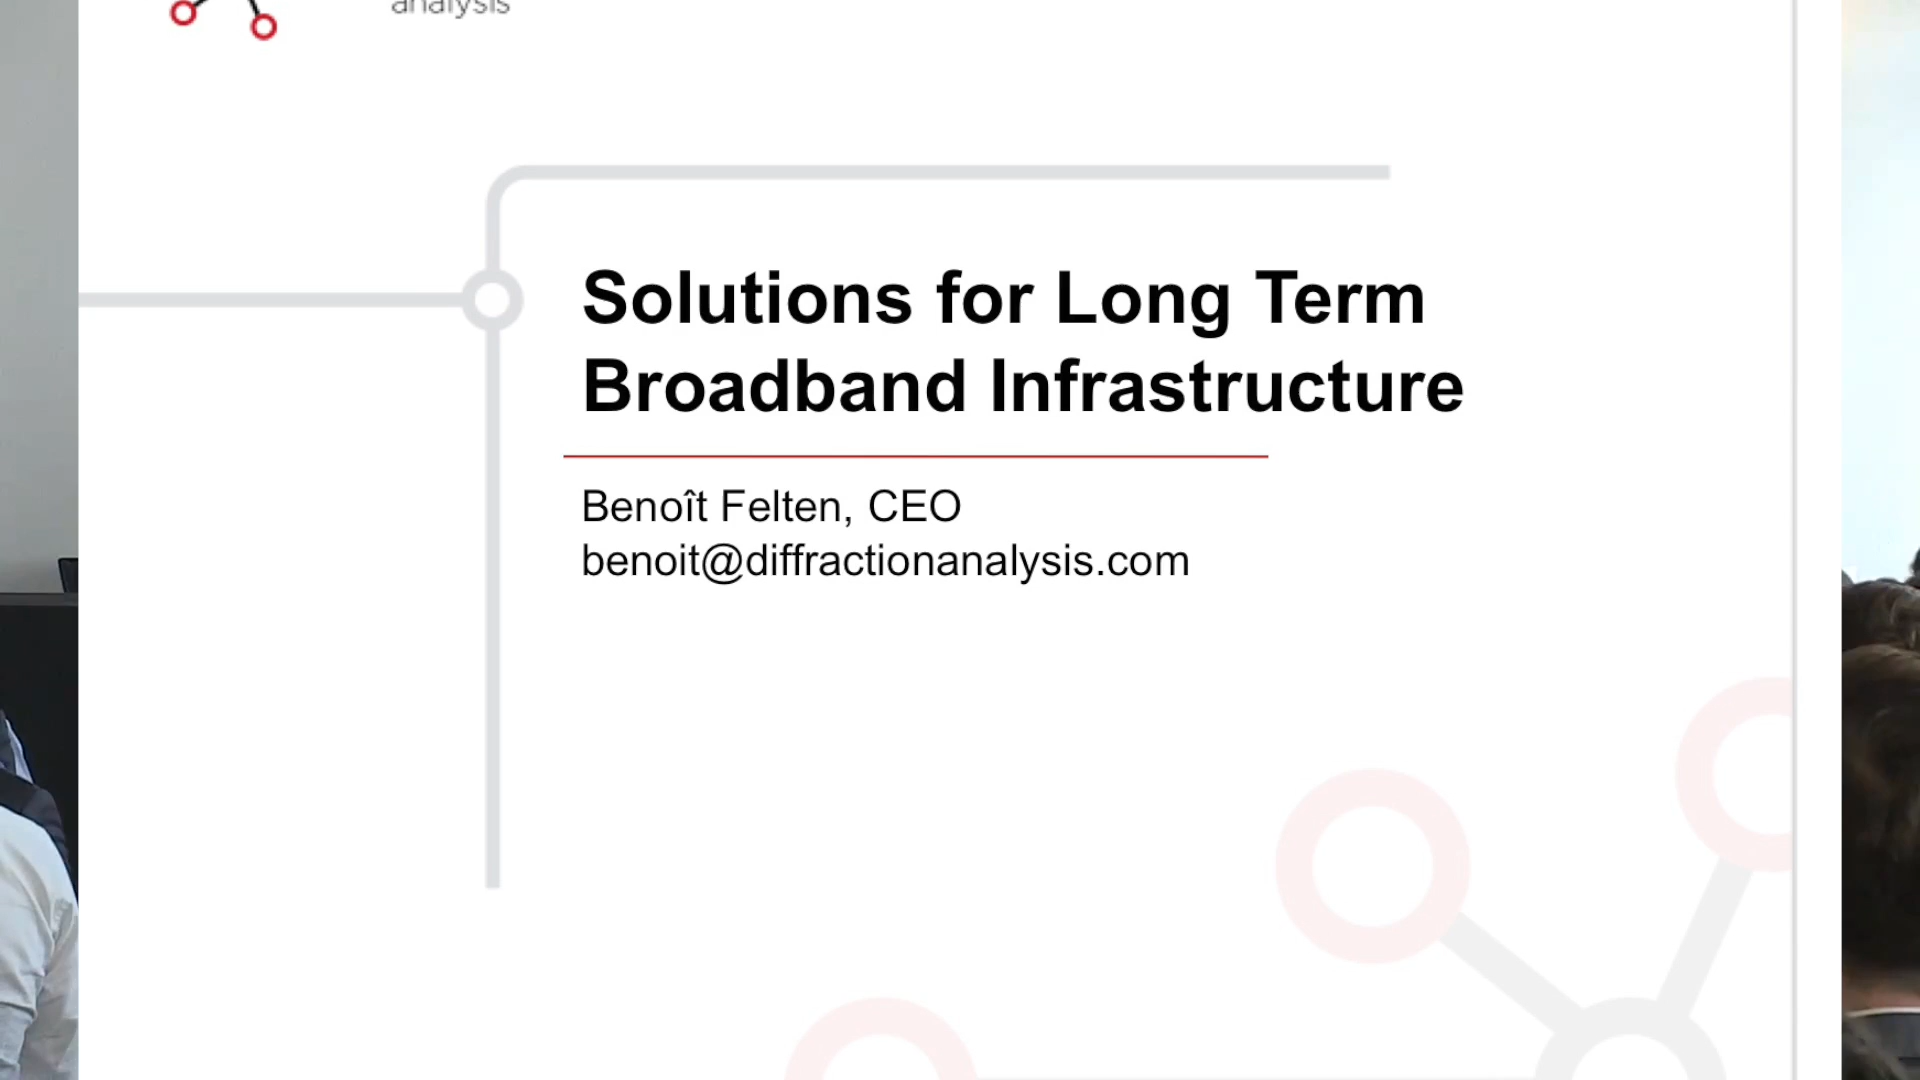 analysis
Solutions for Long Term
Broadband Infrastructure
Benoît Felten, CEO
benoit@diffractionanalysis.com